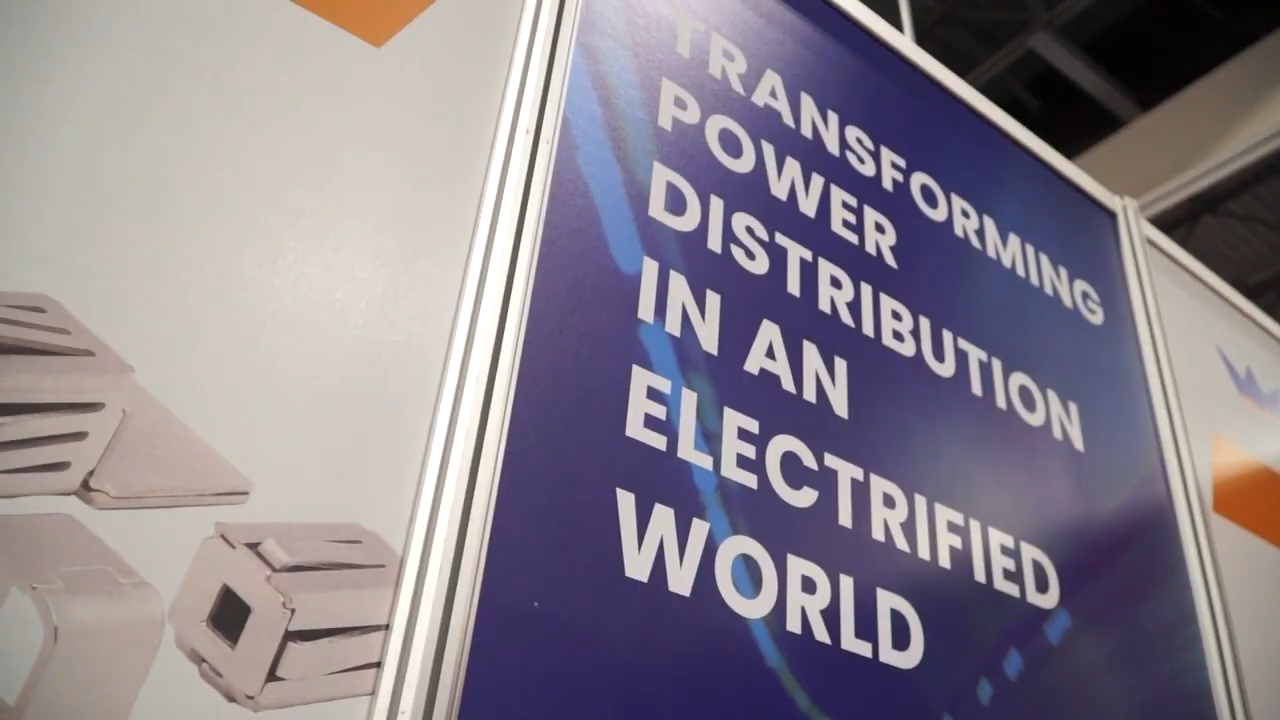 TRANSFORMING
POWER
DISTRIBUTION
IN AN
ELECTRIFIED
WORLD